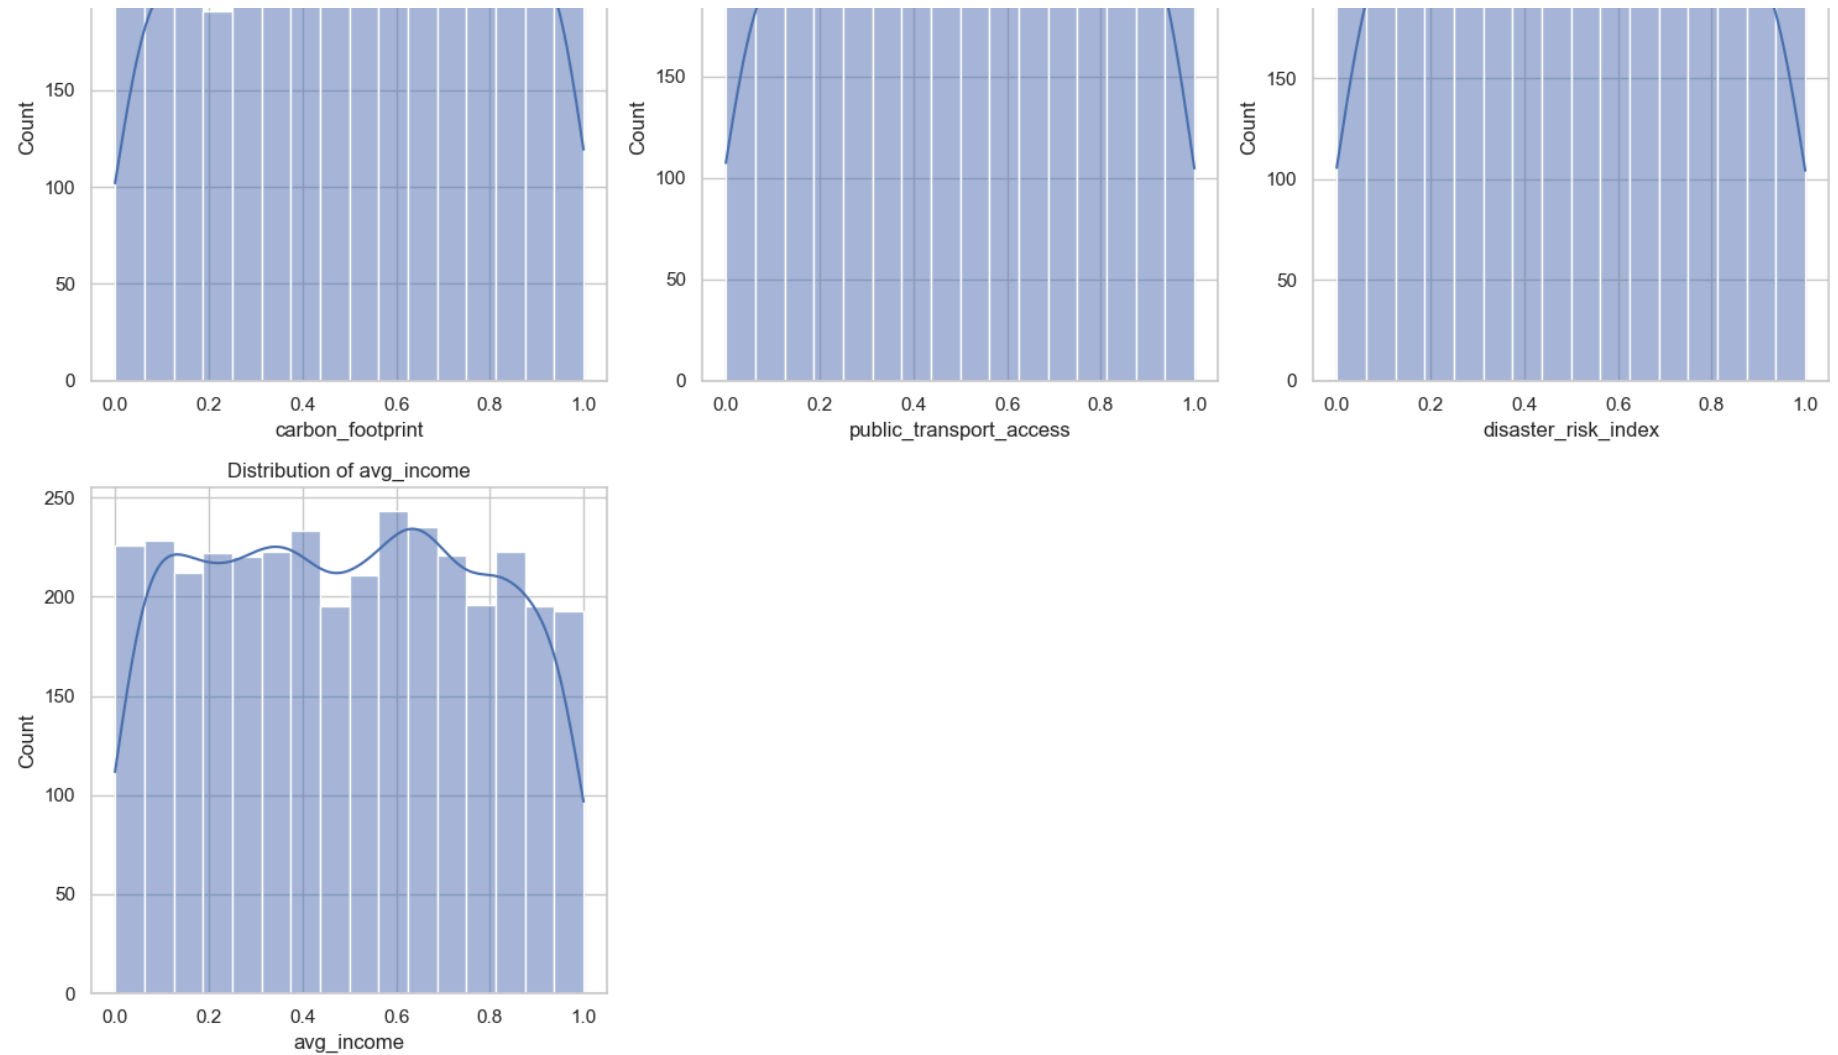 Count
150
100
50
0
0.0 0.2 0.4 0.6 0.8 1.0
carbon_footprint
Count
150
100
50
0
0.0 0.2 0.4 0.6 0.8 1.0
public_transport_access
Count
150
100
50
0
0.0 0.2 0.4 0.6 0.8 1.0
disaster_risk_index
Distribution of avg_income
Count
250
200
150
100
50
0
0.0 0.2 0.4 0.6 0.8 1.0
avg_income